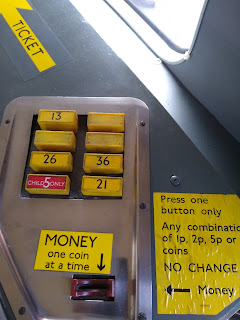 TICKET
13
26
36
CHILD 5 ONLY
21
MONEY
one coin
at a time ↓
Press one
button only
Any combinatio
of 1p, 2p, 5p or
coins
NO CHANGE
← Money